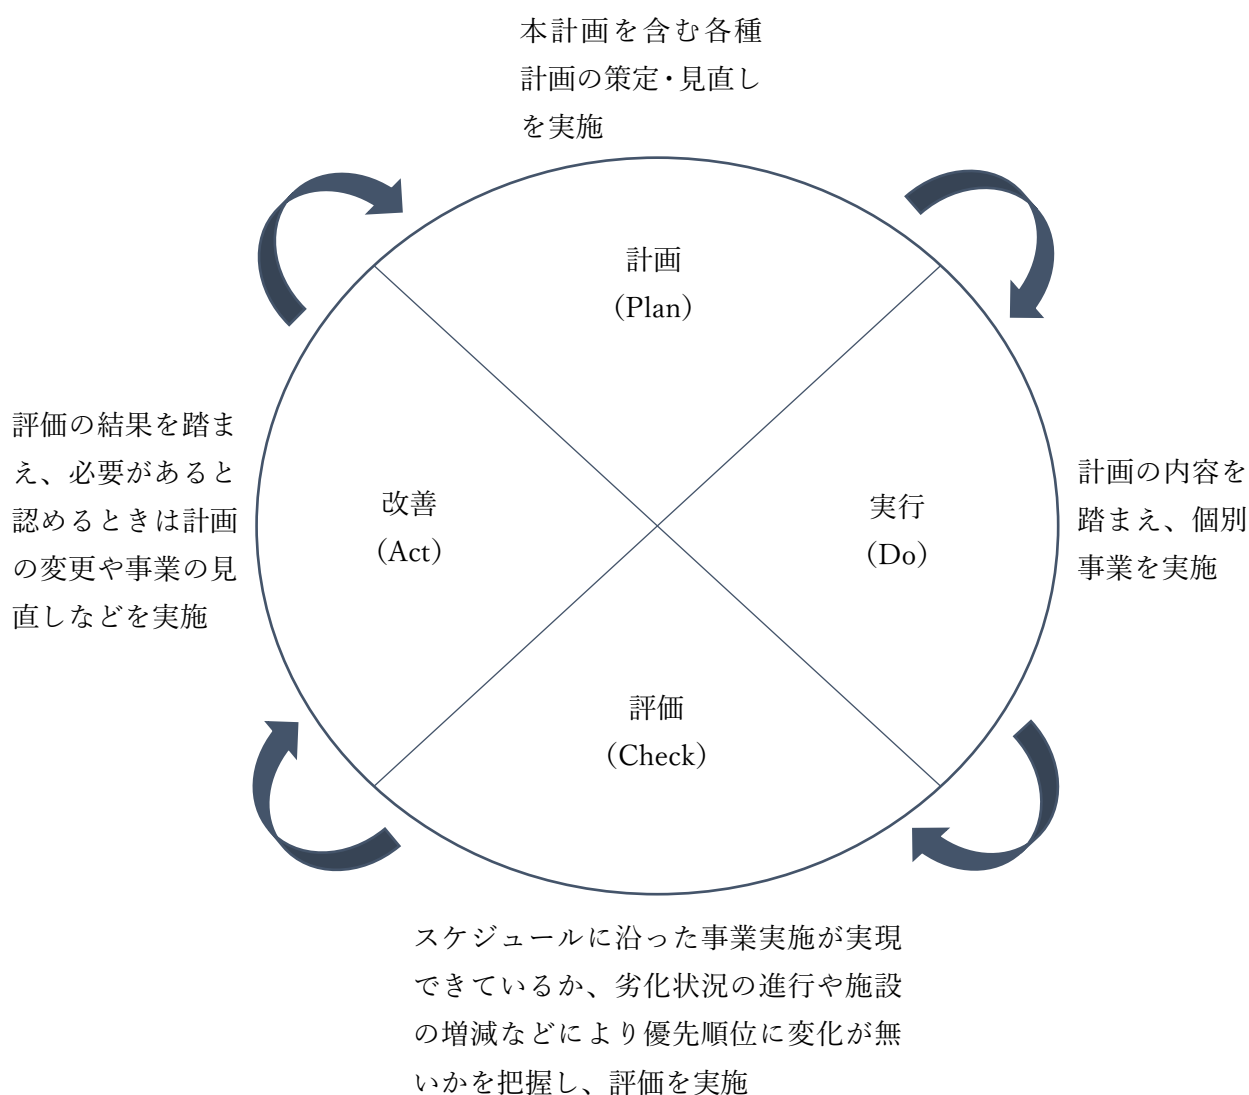 本計画を含む各種
計画の策定・見直し
を実施
計画
(Plan)
評価の結果を踏ま
え、必要があると
認めるときは計画
の変更や事業の見
直しなどを実施
改善
(Act)
実行
(Do)
計画の内容を
踏まえ、個別
事業を実施
評価
(Check)
スケジュールに沿った事業実施が実現
できているか、劣化状況の進行や施設
の増減などにより優先順位に変化が無
いかを把握し、評価を実施